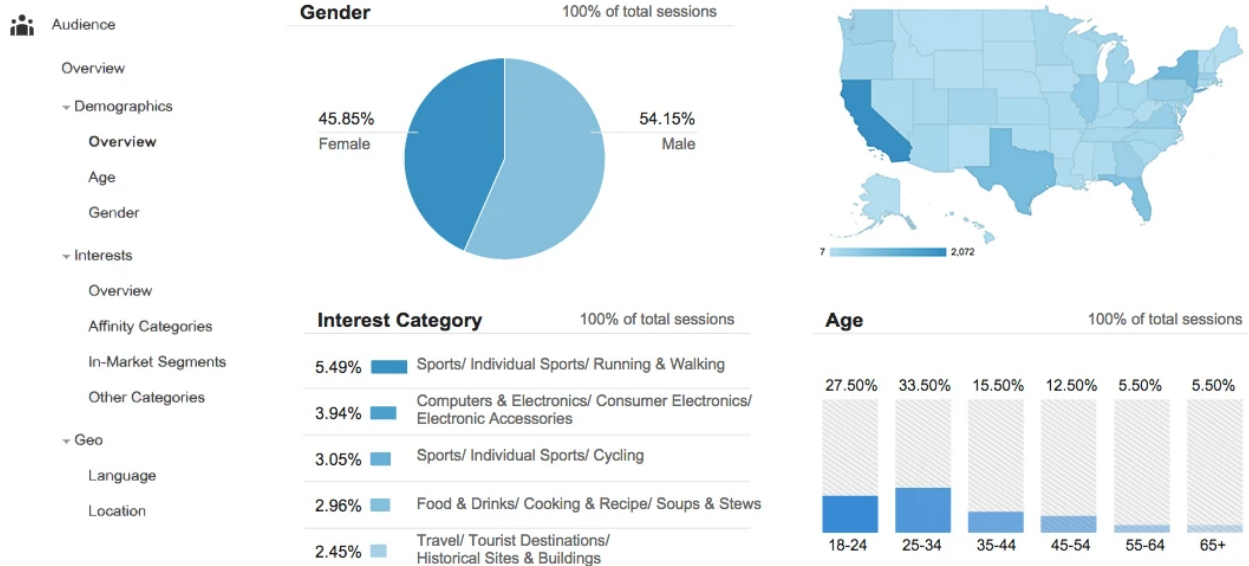 Audience
Overview
Demographics
Overview
Age
Gender
Interests
Overview
Affinity Categories
In-Market Segments
Other Categories
Geo
Language
Location
Gender
100% of total sessions
45.85%
Female
54.15%
Male
7
2,072
Interest Category
100% of total sessions
5.49%
Sports/ Individual Sports/ Running & Walking
3.94%
Computers & Electronics/ Consumer Electronics/
Electronic Accessories
3.05%
Sports/ Individual Sports/ Cycling
2.96%
Food & Drinks/ Cooking & Recipe/ Soups & Stews
2.45%
Travel/ Tourist Destinations/
Historical Sites & Buildings
Age
100% of total sessions
27.50% 33.50% 15.50% 12.50% 5.50% 5.50%
18-24 25-34 35-44 45-54 55-64 65+